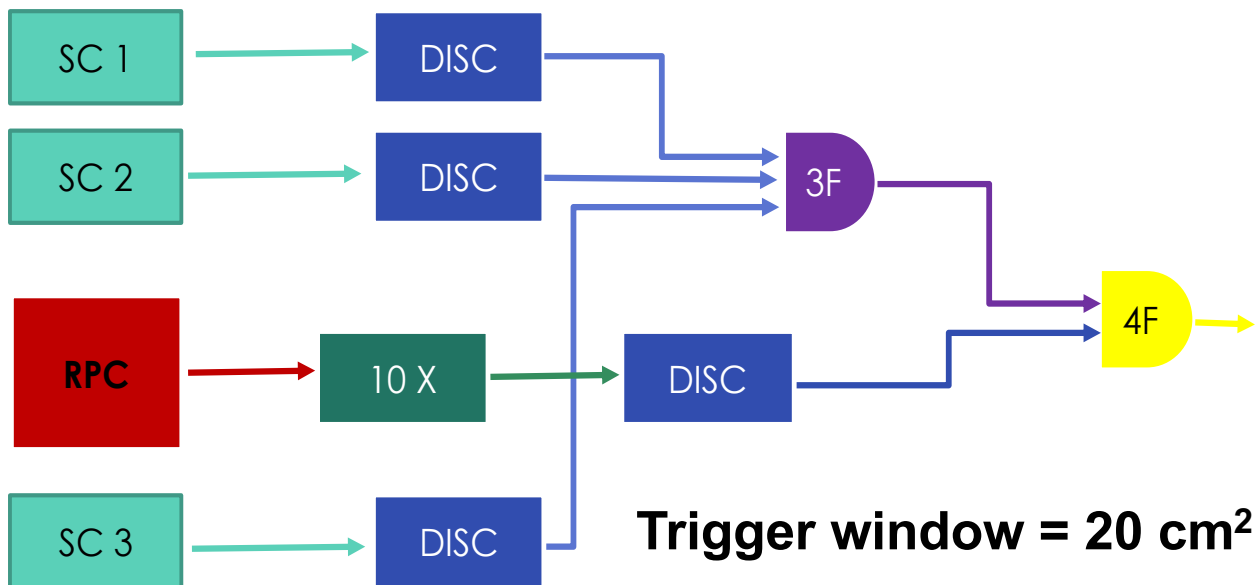 SC 1
DISC
SC 2
DISC
3F
4F
RPC
10 X
DISC
SC 3
DISC
Trigger window = 20 cm²